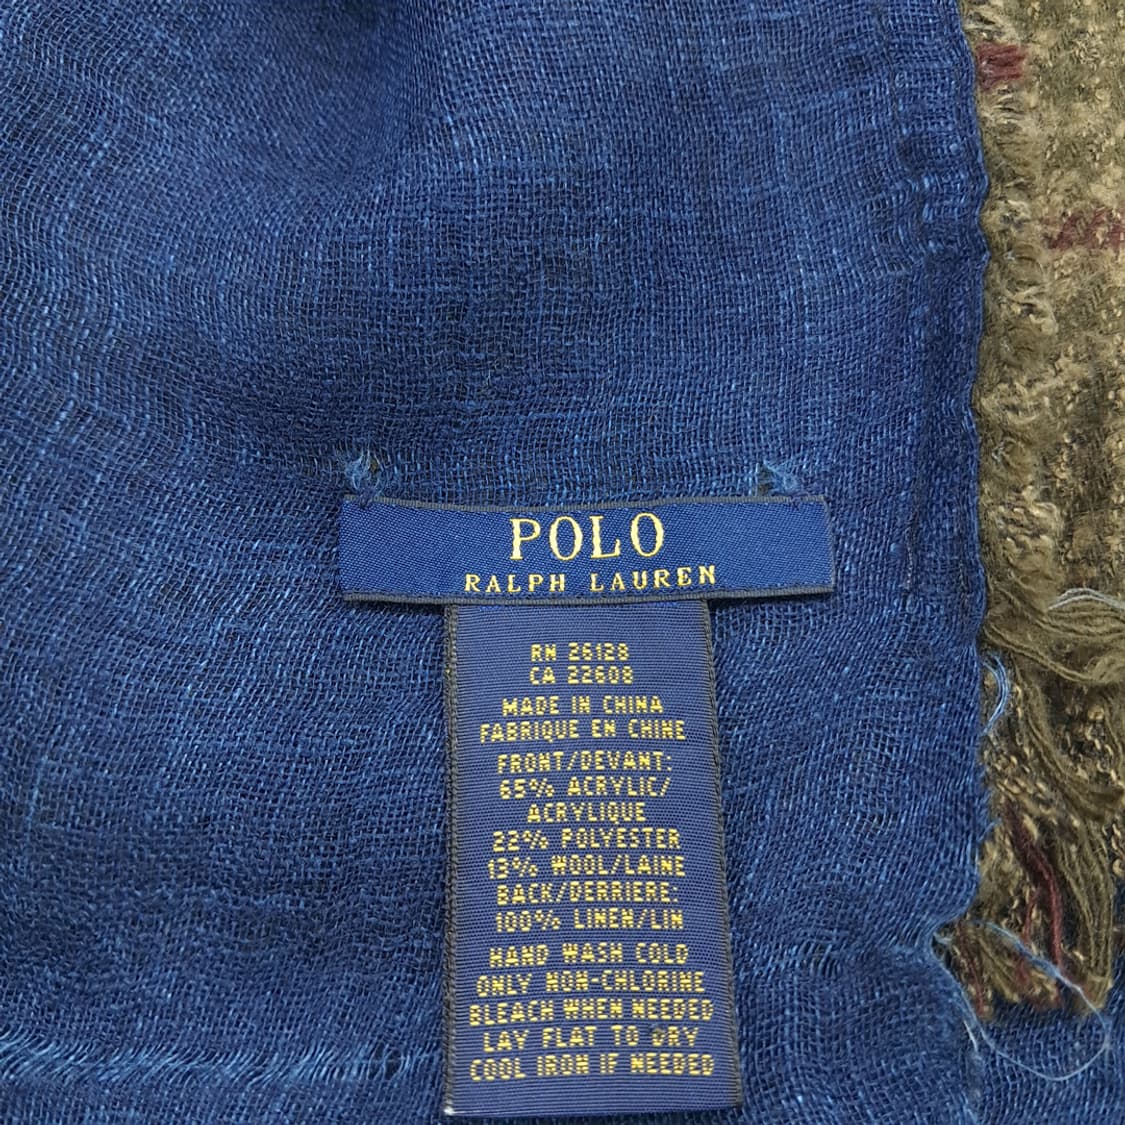 POLO
RALPH LAUREN
RN 26128
CA 22608
MADE IN CHINA
FABRIQUE EN CHINE
FRONT/DEVANT:
65% ACRYLIC/
ACRYLIQUE
22% POLYESTER
13% WOOL/LAINE
BACK/DERRIERE:
100% LINEN/LIN
HAND WASH COLD
ONLY NON-CHLORINE
BLEACH WHEN NEEDED
LAY FLAT TO DRY
COOL IRON IF NEEDED